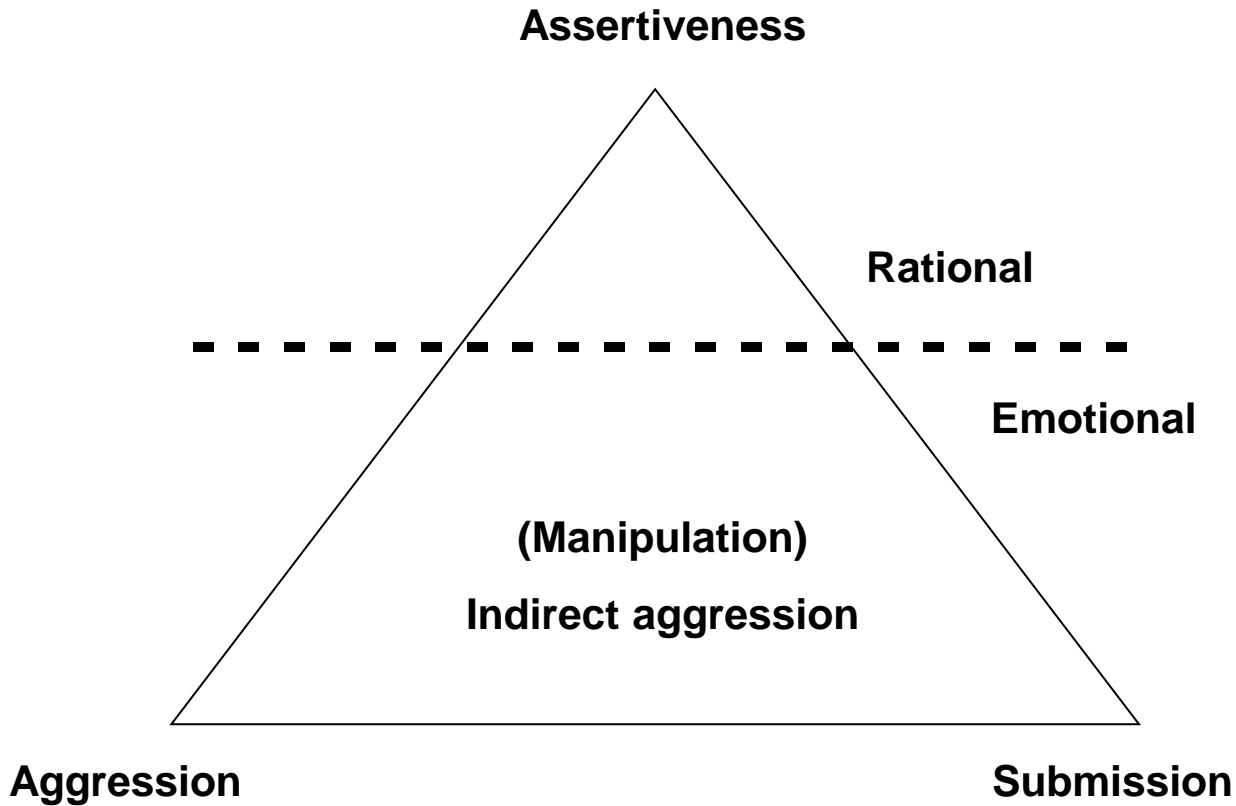 Assertiveness
Rational
Emotional
(Manipulation)
Indirect aggression
Aggression
Submission